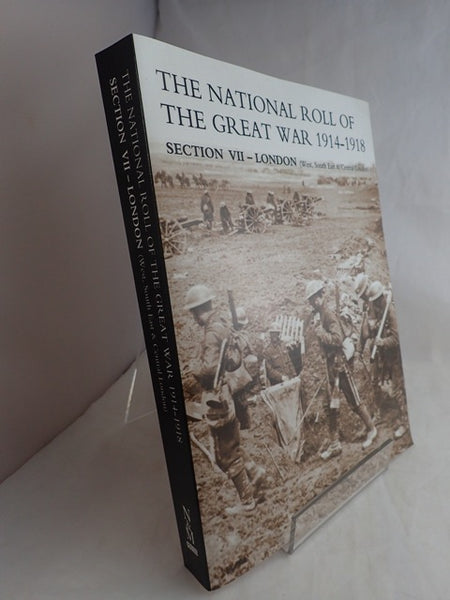 THE NATIONAL ROLL OF
THE GREAT WAR 1914-1918
SECTION VII – LONDON (West, South East & Central London)
THE NATIONAL ROLL OF THE GREAT WAR 1914-1918
SECTION VII – LONDON (West, South East & Central London)